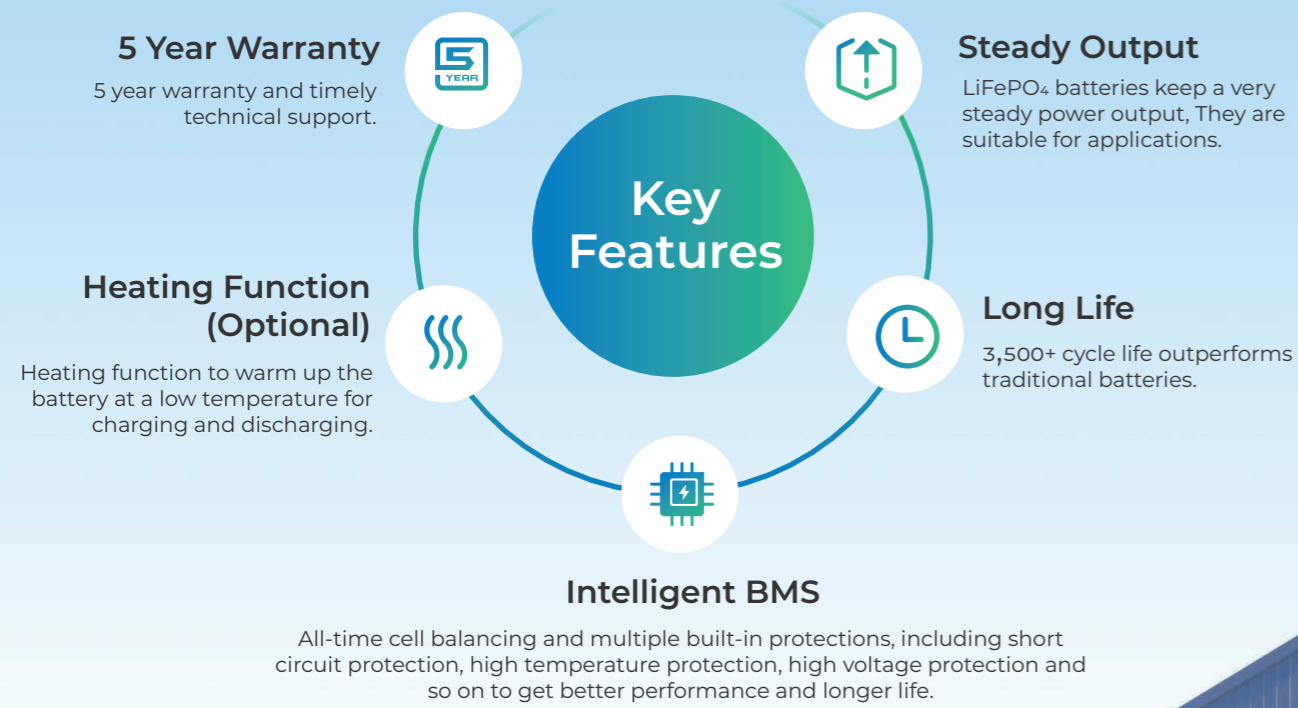 5 Year Warranty
5 year warranty and timely
technical support.
5
YEAR
Steady Output
LiFePO₄ batteries keep a very
steady power output, They are
suitable for applications.
Key
Features
Heating Function
(Optional)
Heating function to warm up the
battery at a low temperature for
charging and discharging.
Long Life
3,500+ cycle life outperforms
traditional batteries.
Intelligent BMS
All-time cell balancing and multiple built-in protections, including short
circuit protection, high temperature protection, high voltage protection and
so on to get better performance and longer life.